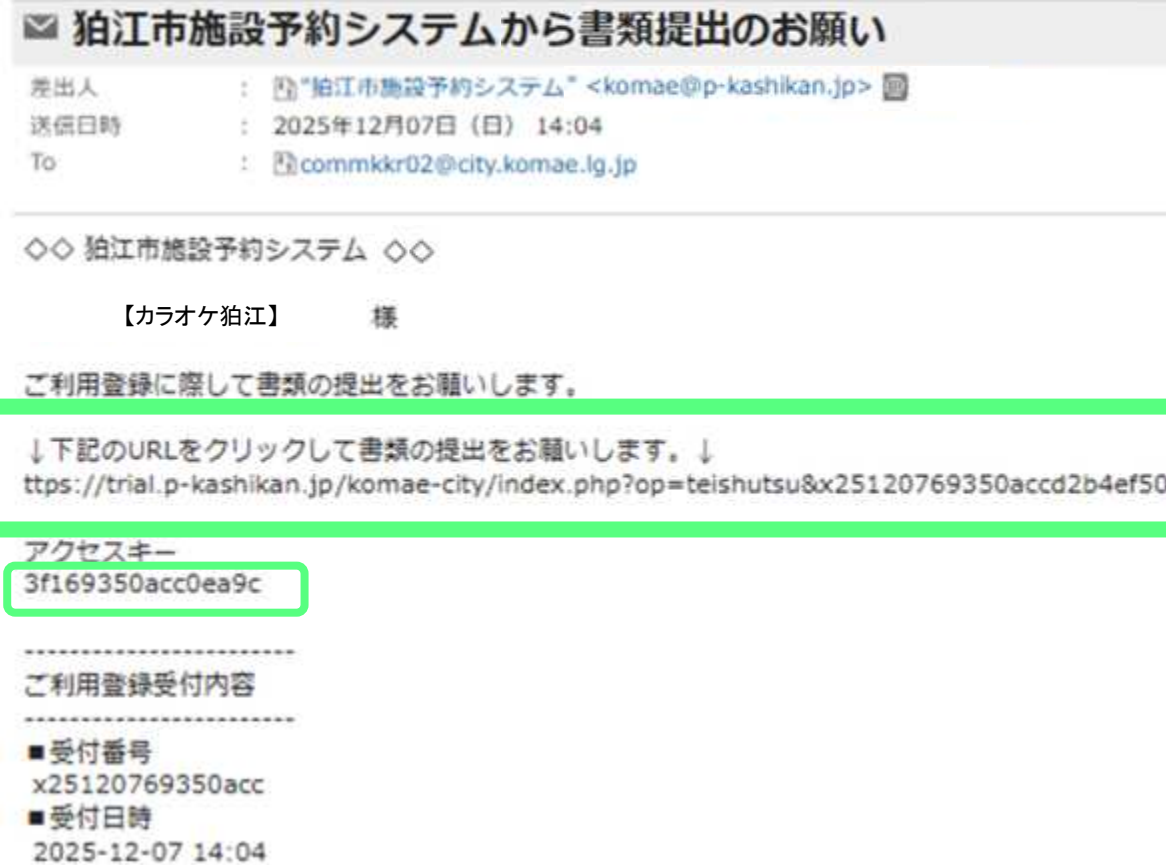 狛江市施設予約システムから書類提出のお願い
差出人 : "狛江市施設予約システム" <komae@p-kashikan.jp>
送信日時 : 2025年12月07日（日） 14:04
To : commkkr02@city.komae.lg.jp
◇◇ 狛江市施設予約システム ◇◇
【カラオケ狛江】 様
ご利用登録に際して書類の提出をお願いします。
↓下記のURLをクリックして書類の提出をお願いします。↓
ttps://trial.p-kashikan.jp/komae-city/index.php?op=teishutsu&x25120769350accd2b4ef50
アクセスキー
3f169350acc0ea9c
------------------------
ご利用登録受付内容
------------------------
■受付番号
x25120769350acc
■受付日時
2025-12-07 14:04